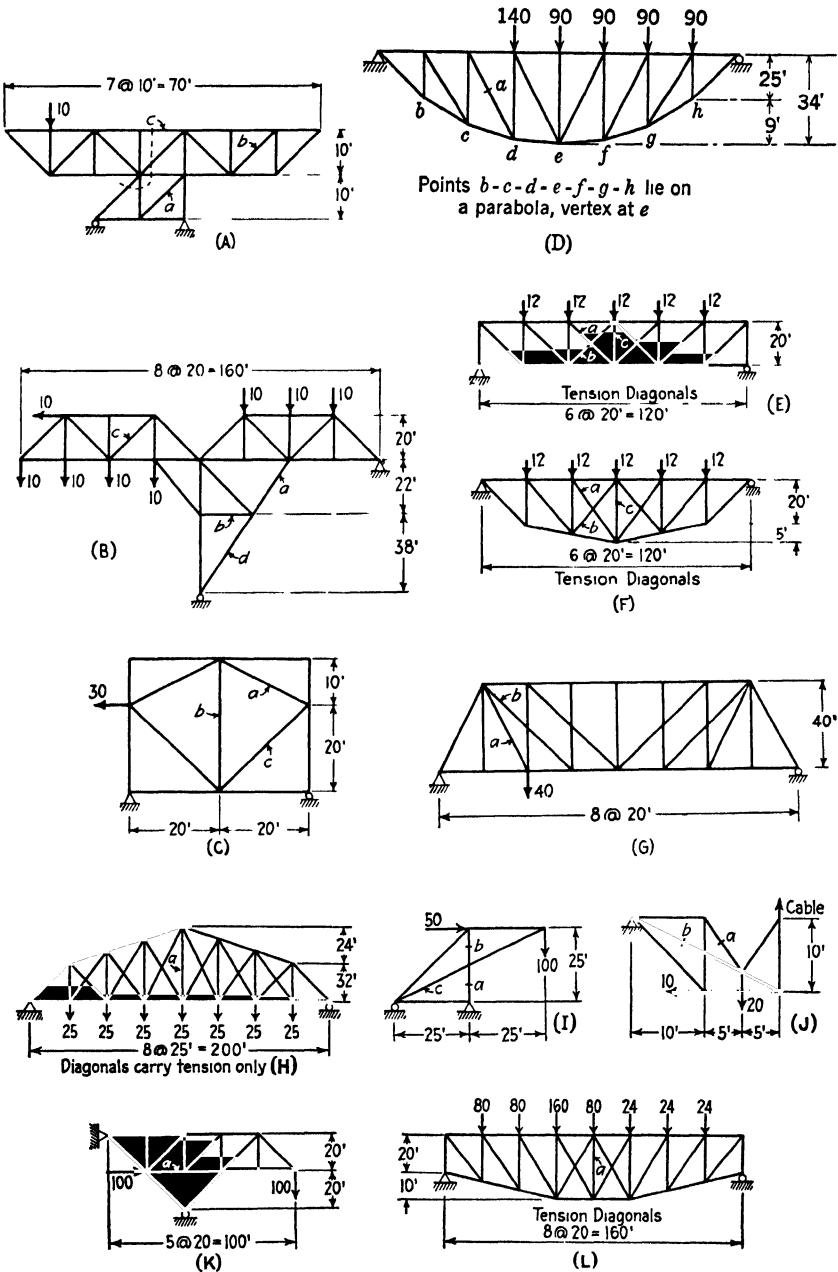 7 @ 10' = 70'
10
c
b
10'
a
10'
(A)
140 90 90 90 90
a
b
c
d
e
f
g
h
25'
9'
34'
Points b-c-d-e-f-g-h lie on
a parabola, vertex at e
(D)
8 @ 20 = 160'
10
10 10 10
c
20'
10 10 10 10
a
22'
b
d
38'
(B)
12 12 12 12 12
a
b
c
20'
Tension Diagonals
6 @ 20' = 120'
(E)
12 12 12 12 12
a
b
c
20'
5'
6 @ 20' = 120'
Tension Diagonals
(F)
30
a
b
c
10'
20'
20' 20'
(C)
b
a
40'
40
8 @ 20'
(G)
a
24'
32'
25 25 25 25 25 25 25
8 @ 25' = 200'
Diagonals carry tension only (H)
50
b
100
a
c
25'
25' 25'
(I)
Cable
b
a
10'
10
20
10' 5' 5'
(J)
a
100
100
20'
20'
5 @ 20 = 100'
(K)
80 80 160 80 24 24 24
20'
10'
a
Tension Diagonals
8 @ 20 = 160'
(L)